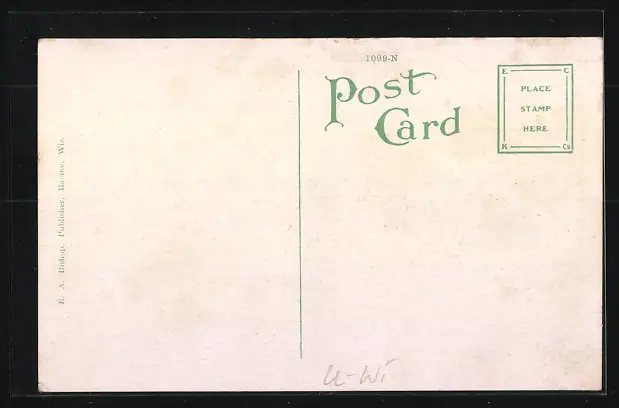 1099-N
Post
Card
E C
PLACE
STAMP
HERE
K Co
E. A. Bishop, Publisher, Racine, Wis.
U-Wi